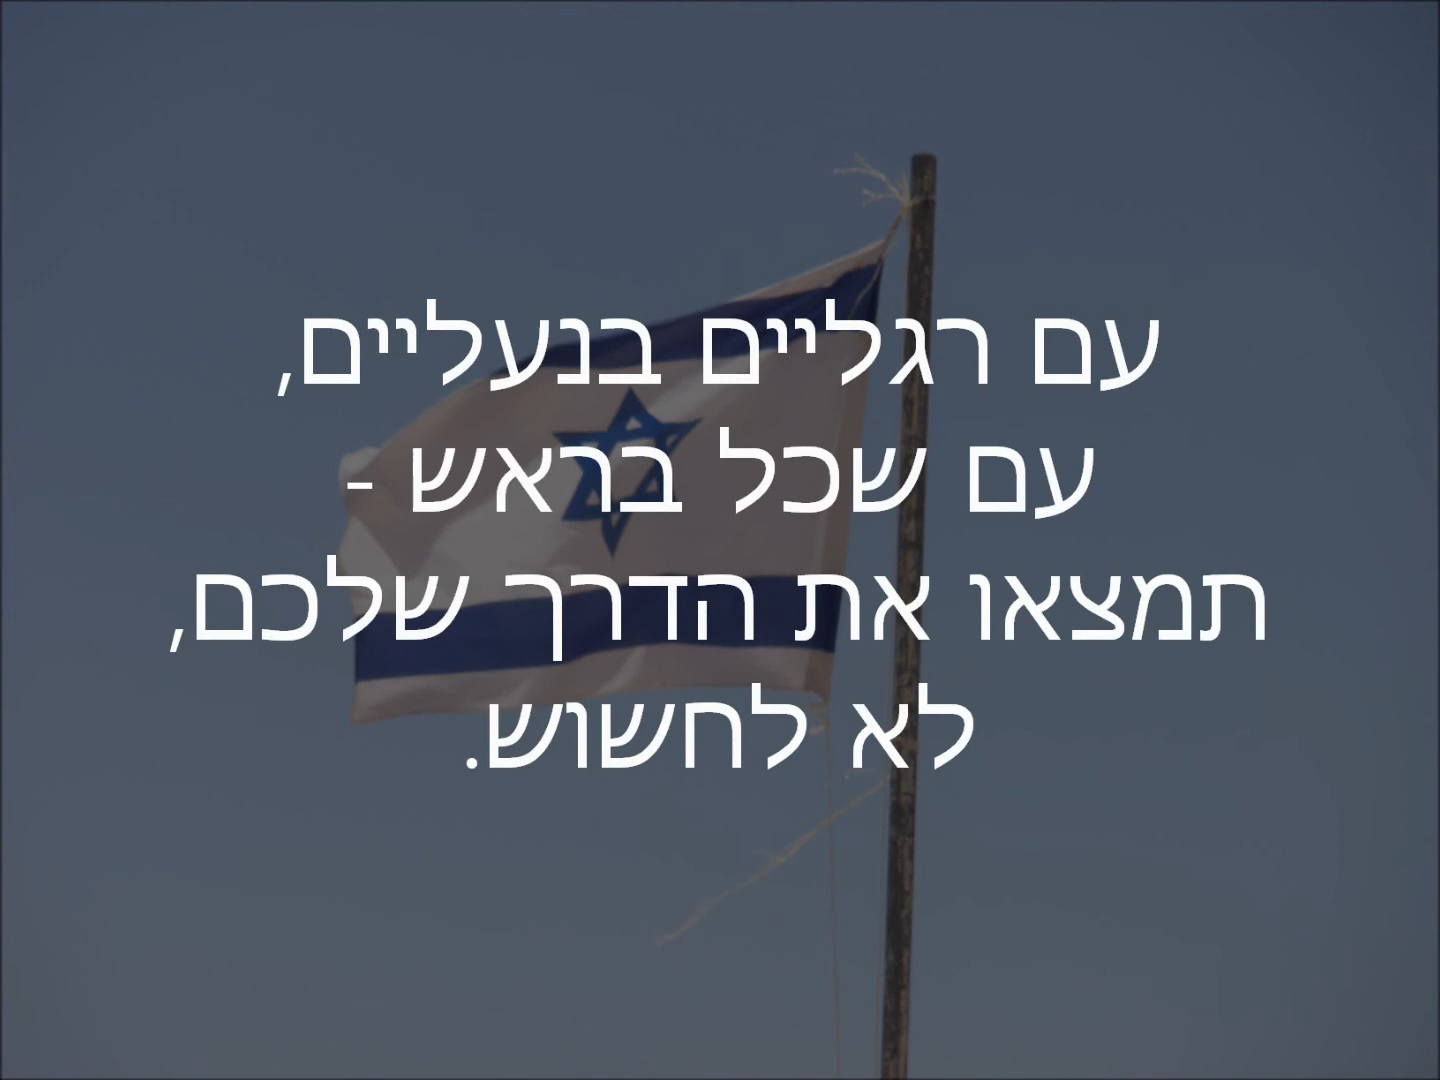 עם רגליים בנעליים,
עם שכל בראש -
תמצאו את הדרך שלכם,
לא לחשוש.